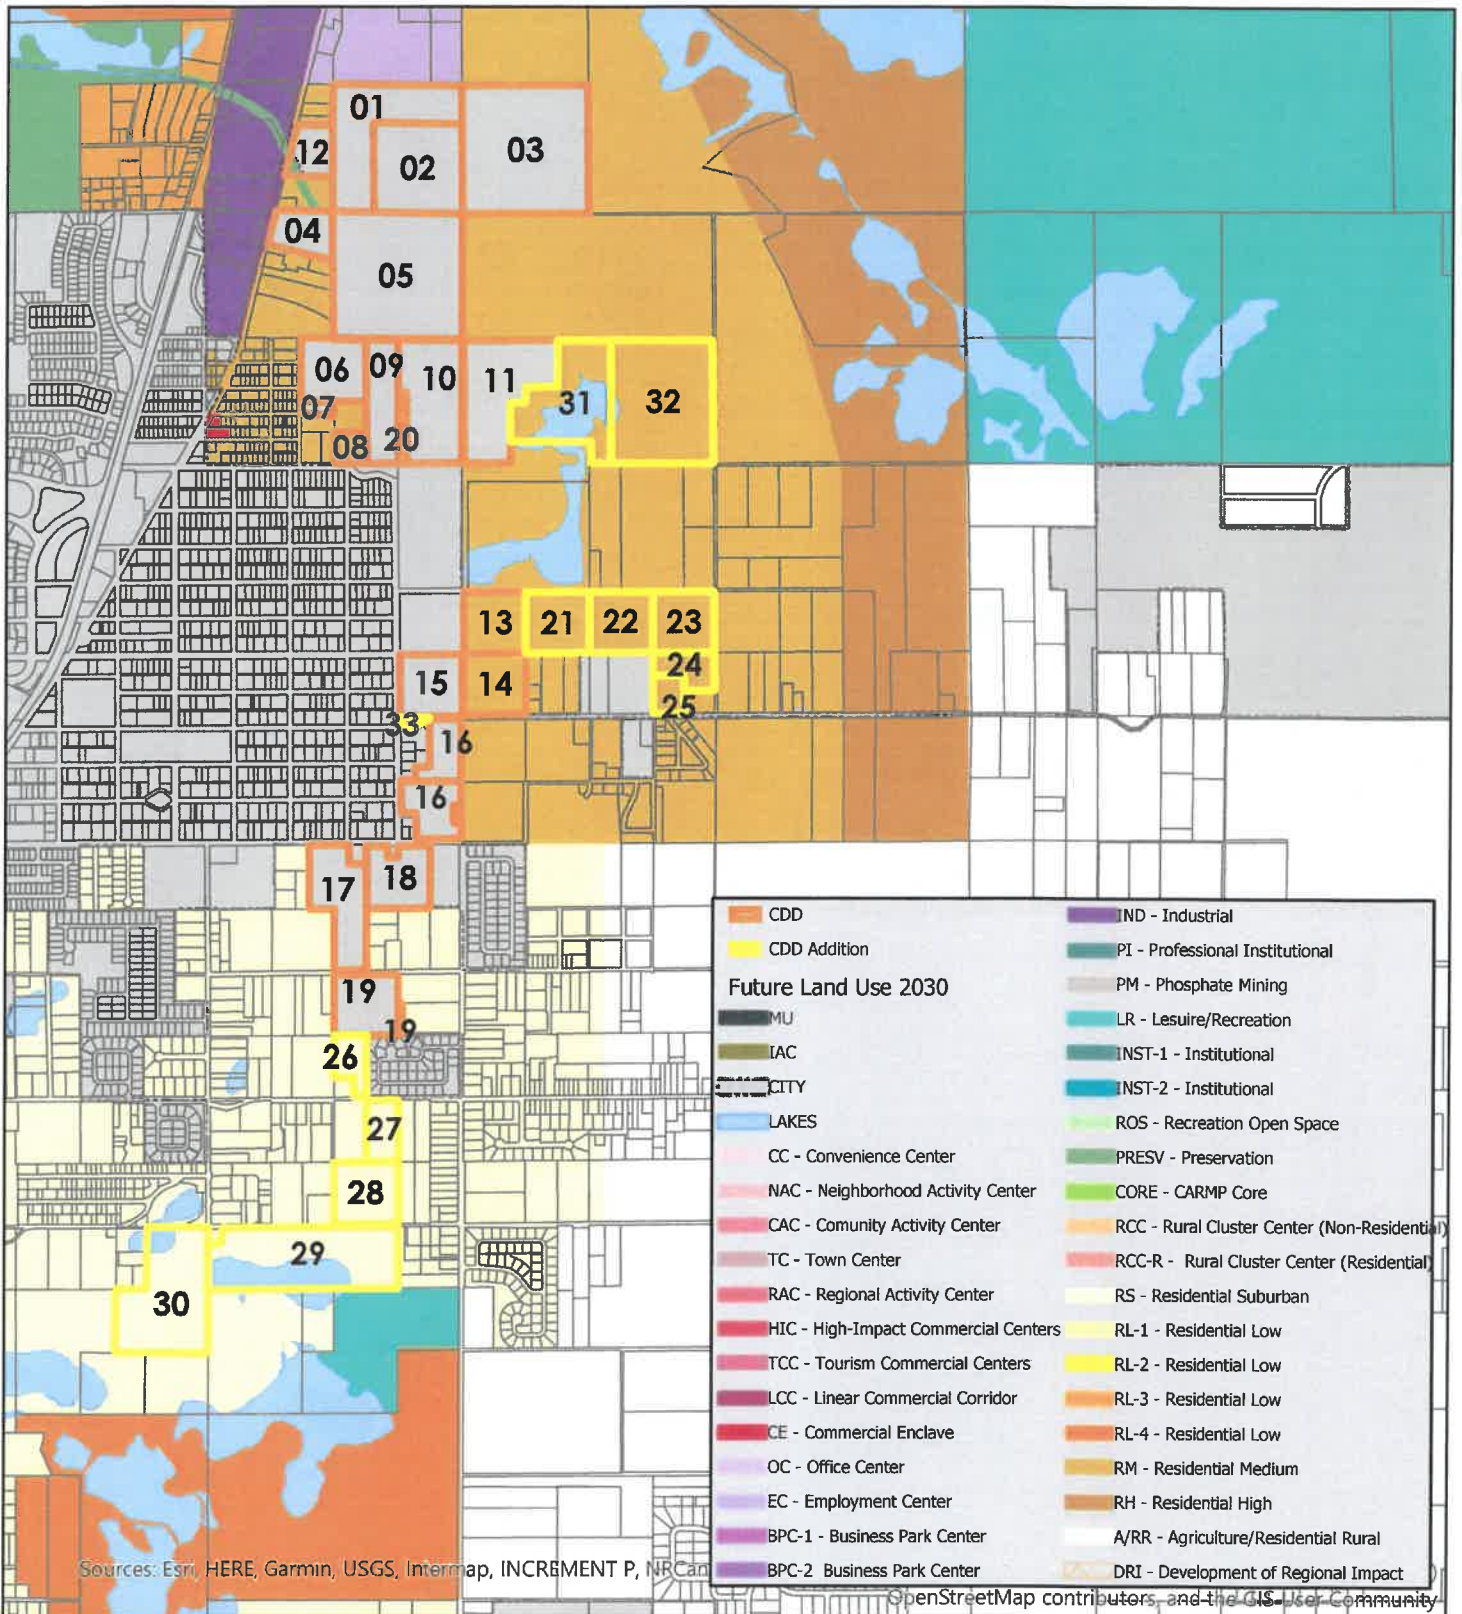 01
12
02
03
04
05
06
09
10
11
31
32
07
08
20
13
21
22
23
24
15
14
25
33
16
16
17
18
19
19
26
27
28
29
30
CDD
CDD Addition
Future Land Use 2030
MU
IAC
CITY
LAKES
CC - Convenience Center
NAC - Neighborhood Activity Center
CAC - Comunity Activity Center
TC - Town Center
RAC - Regional Activity Center
HIC - High-Impact Commercial Centers
TCC - Tourism Commercial Centers
LCC - Linear Commercial Corridor
CE - Commercial Enclave
OC - Office Center
EC - Employment Center
BPC-1 - Business Park Center
BPC-2 Business Park Center
IND - Industrial
PI - Professional Institutional
PM - Phosphate Mining
LR - Lesuire/Recreation
INST-1 - Institutional
INST-2 - Institutional
ROS - Recreation Open Space
PRESV - Preservation
CORE - CARMP Core
RCC - Rural Cluster Center (Non-Residential)
RCC-R - Rural Cluster Center (Residential)
RS - Residential Suburban
RL-1 - Residential Low
RL-2 - Residential Low
RL-3 - Residential Low
RL-4 - Residential Low
RM - Residential Medium
RH - Residential High
A/RR - Agriculture/Residential Rural
DRI - Development of Regional Impact
Sources: Esri, HERE, Garmin, USGS, Intermap, INCREMENT P, NRCan
OpenStreetMap contributors, and the GIS User Community